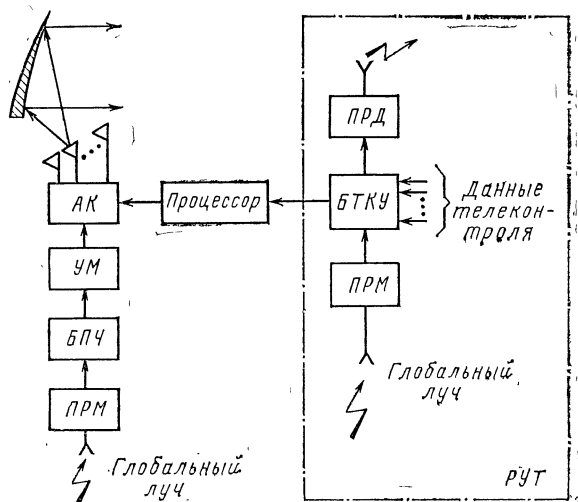 ПРД
АК
Процессор
БТКУ
Данные
телекон-
троля
УМ
ПРМ
БПЧ
Глобальный
луч
ПРМ
Глобальный
луч
РУТ